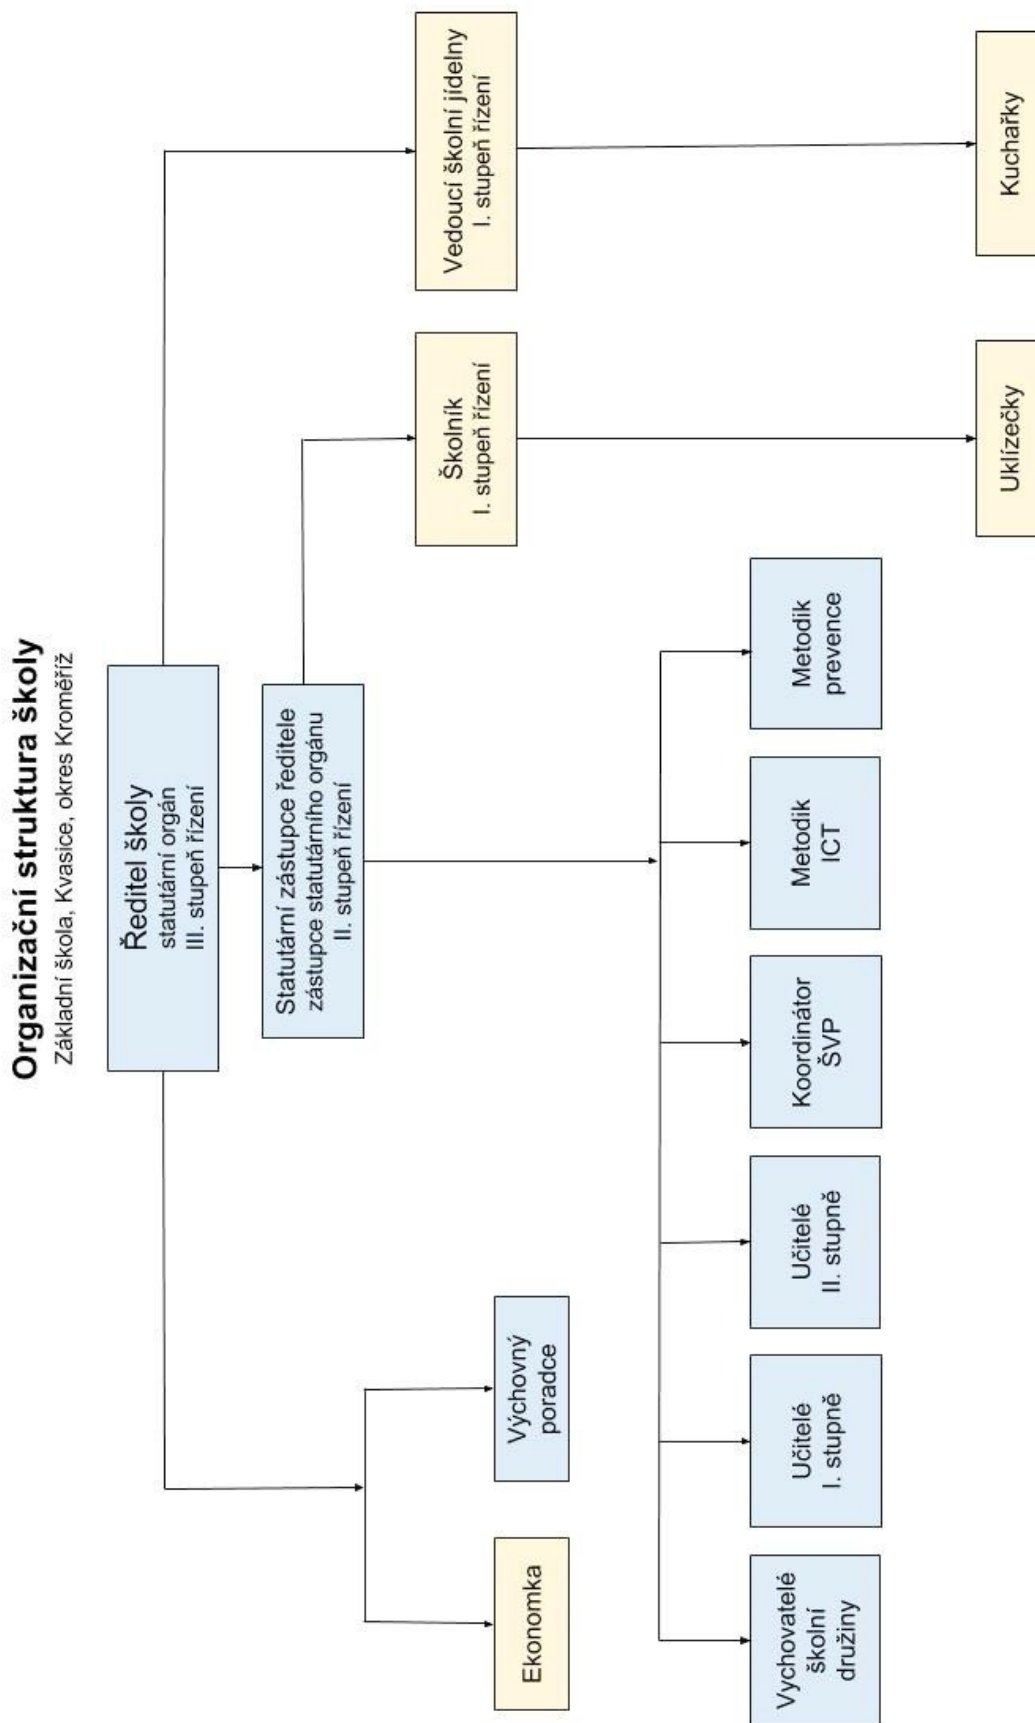 Organizační struktura školy
Základní škola, Kvasice, okres Kroměříž
Ředitel školy
statutární orgán
III. stupeň řízení
Statutární zástupce ředitele
zástupce statutárního orgánu
II. stupeň řízení
Školník
I. stupeň řízení
Vedoucí školní jídelny
I. stupeň řízení
Ekonomka
Výchovný
poradce
Vychovatelé
školní
družiny
Učitelé
I. stupně
Učitelé
II. stupně
Koordinátor
ŠVP
Metodik
ICT
Metodik
prevence
Uklízečky
Kuchařky